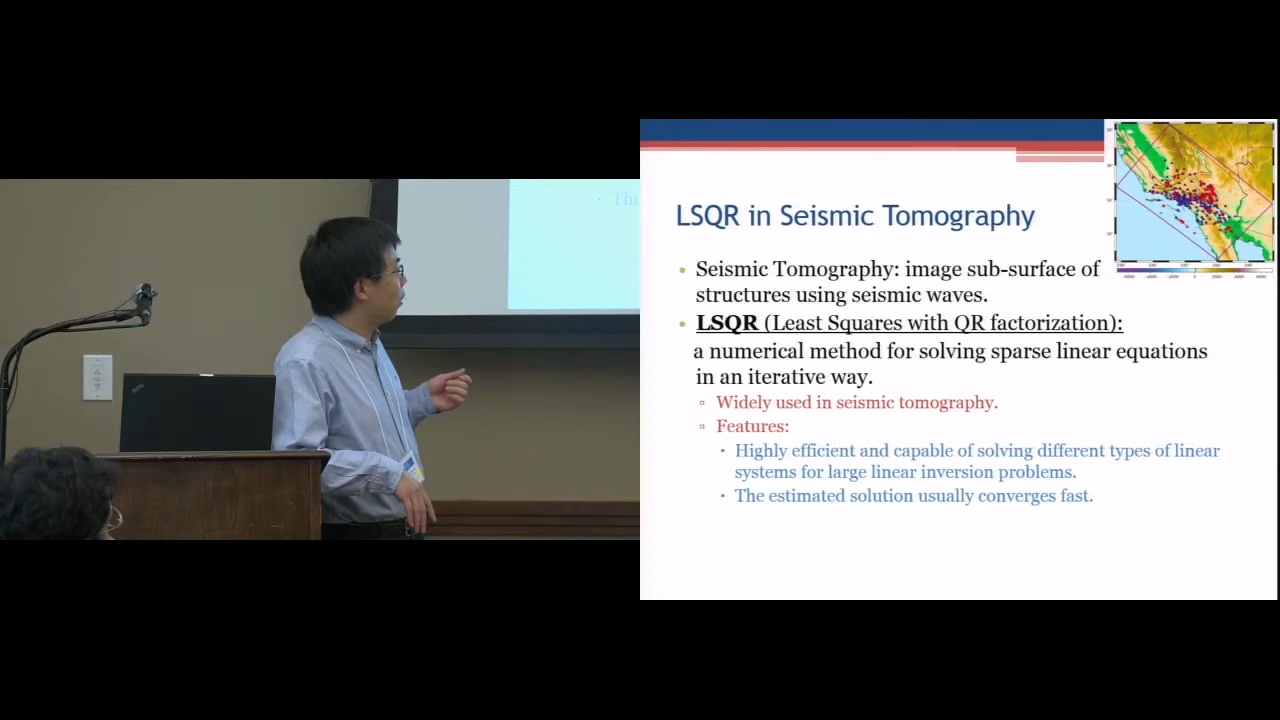 Thu
LSQR in Seismic Tomography
• Seismic Tomography: image sub-surface of
structures using seismic waves.
• LSQR (Least Squares with QR factorization):
a numerical method for solving sparse linear equations
in an iterative way.
▫ Widely used in seismic tomography.
▫ Features:
• Highly efficient and capable of solving different types of linear
systems for large linear inversion problems.
• The estimated solution usually converges fast.